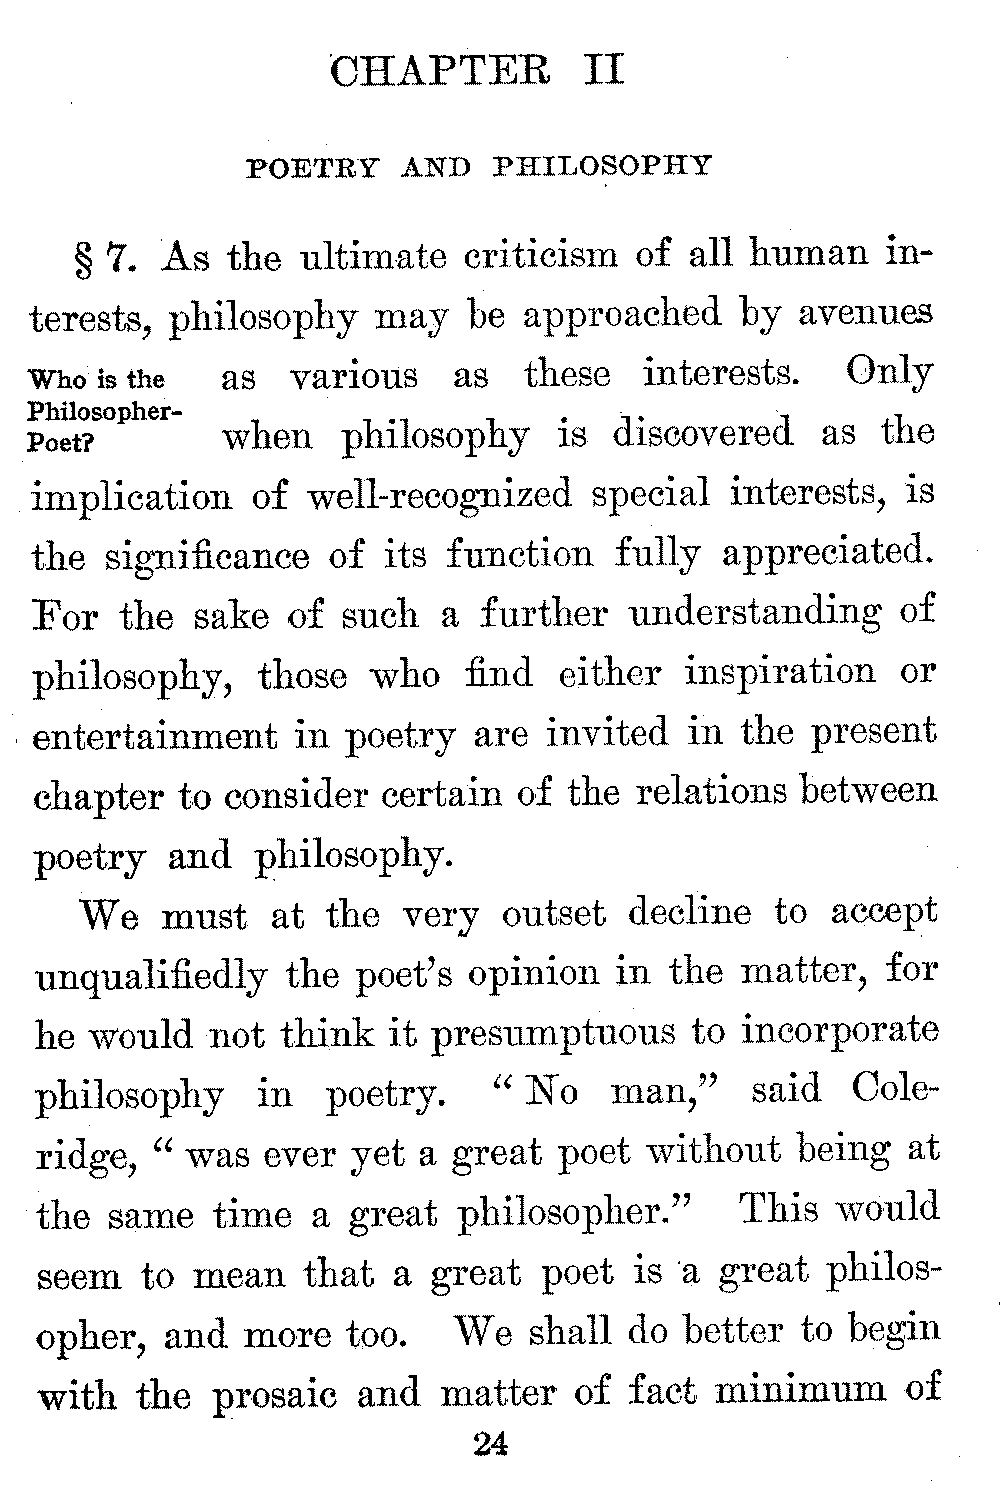 CHAPTER II
POETRY AND PHILOSOPHY
§ 7. As the ultimate criticism of all human in-
terests, philosophy may be approached by avenues
Who is the
Philosopher-
Poet?
as various as these interests. Only
when philosophy is discovered as the
implication of well-recognized special interests, is
the significance of its function fully appreciated.
For the sake of such a further understanding of
philosophy, those who find either inspiration or
entertainment in poetry are invited in the present
chapter to consider certain of the relations between
poetry and philosophy.
We must at the very outset decline to accept
unqualifiedly the poet's opinion in the matter, for
he would not think it presumptuous to incorporate
philosophy in poetry. “ No man,” said Cole-
ridge, “ was ever yet a great poet without being at
the same time a great philosopher.” This would
seem to mean that a great poet is a great philos-
opher, and more too. We shall do better to begin
with the prosaic and matter of fact minimum of
24